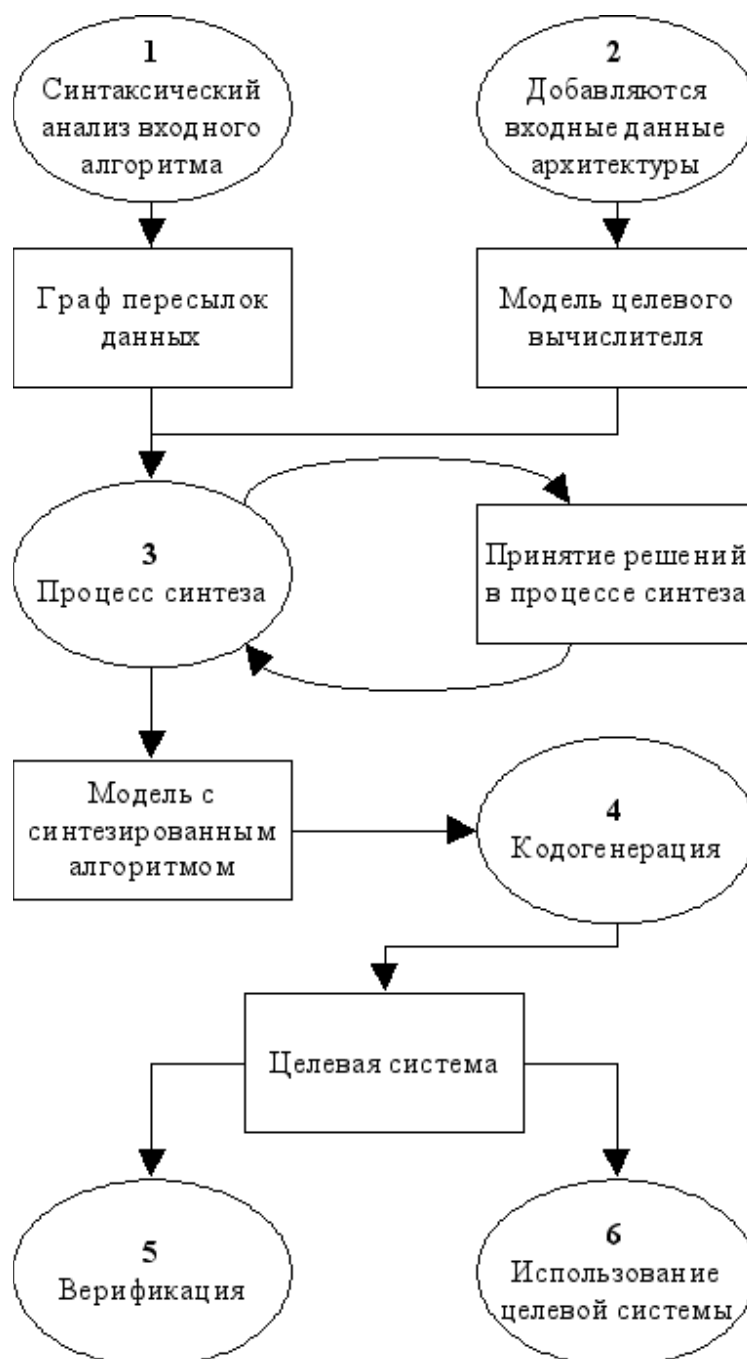 1
Синтаксический
анализ входного
алгоритма
2
Добавляются
входные данные
архитектуры
Граф пересылок
данных
Модель целевого
вычислителя
3
Процесс синтеза
Принятие решений
в процессе синтеза
Модель с
синтезированным
алгоритмом
4
Кодогенерация
Целевая система
5
Верификация
6
Использование
целевой системы